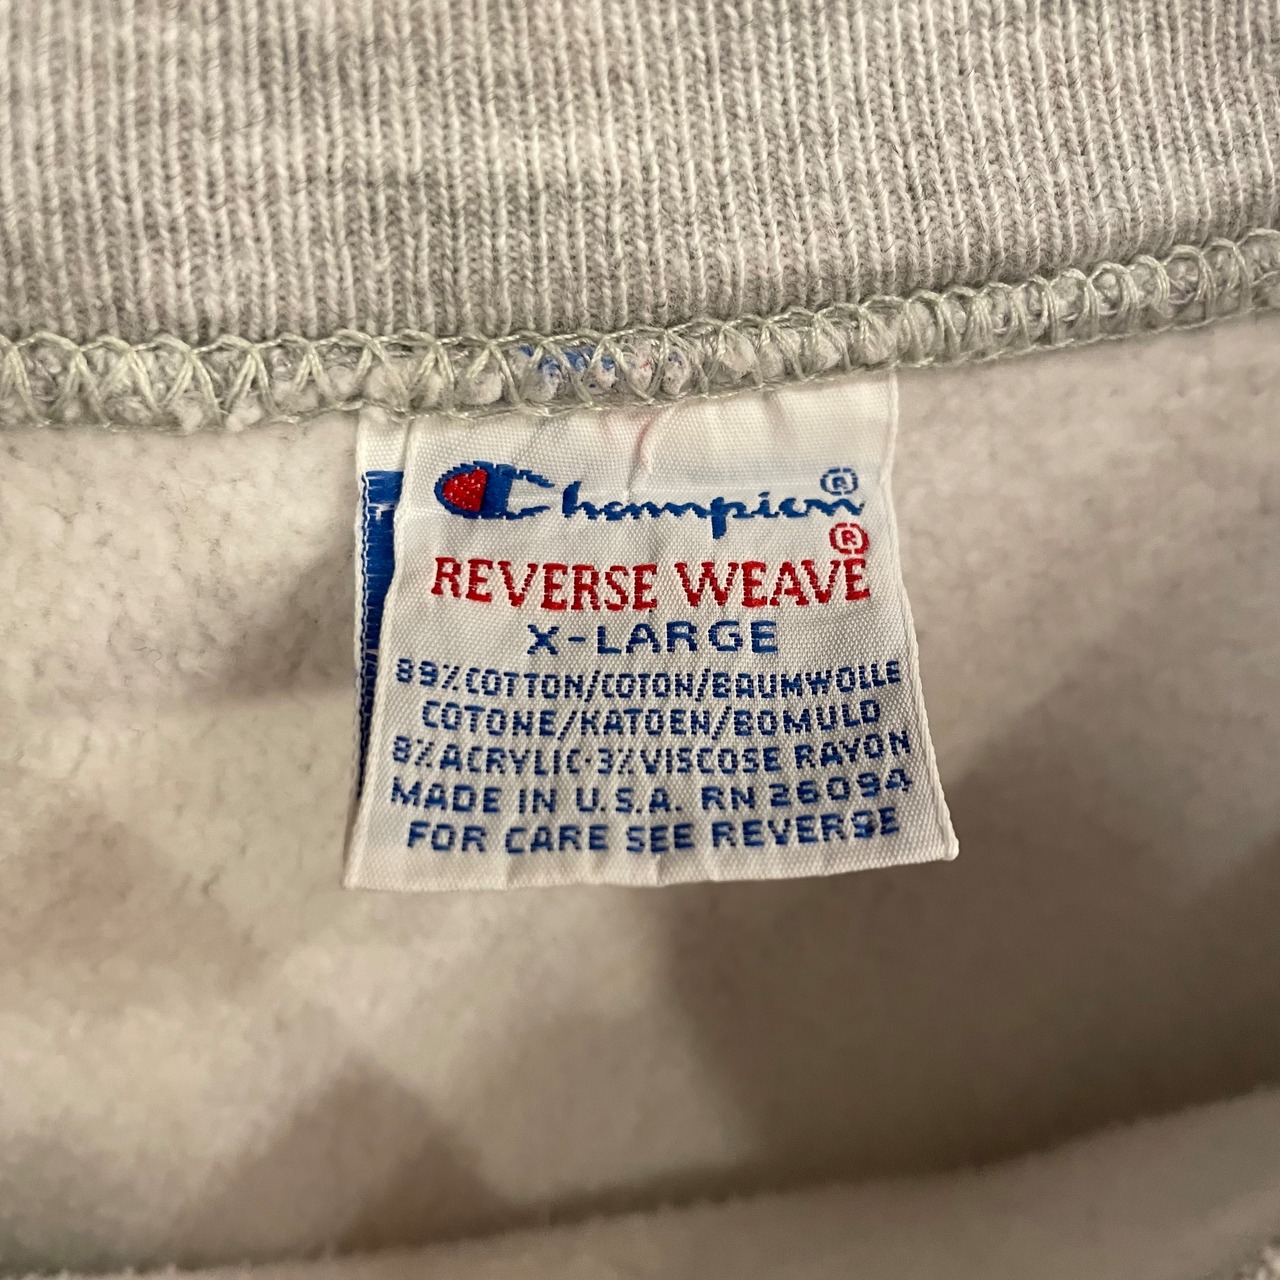 Champion®
REVERSE WEAVE®
X-LARGE
89% COTTON/COTON/BAUMWOLLE
COTONE/KATOEN/BOMULD
8% ACRYLIC·3% VISCOSE RAYON
MADE IN U.S.A. RN 26094
FOR CARE SEE REVERSE